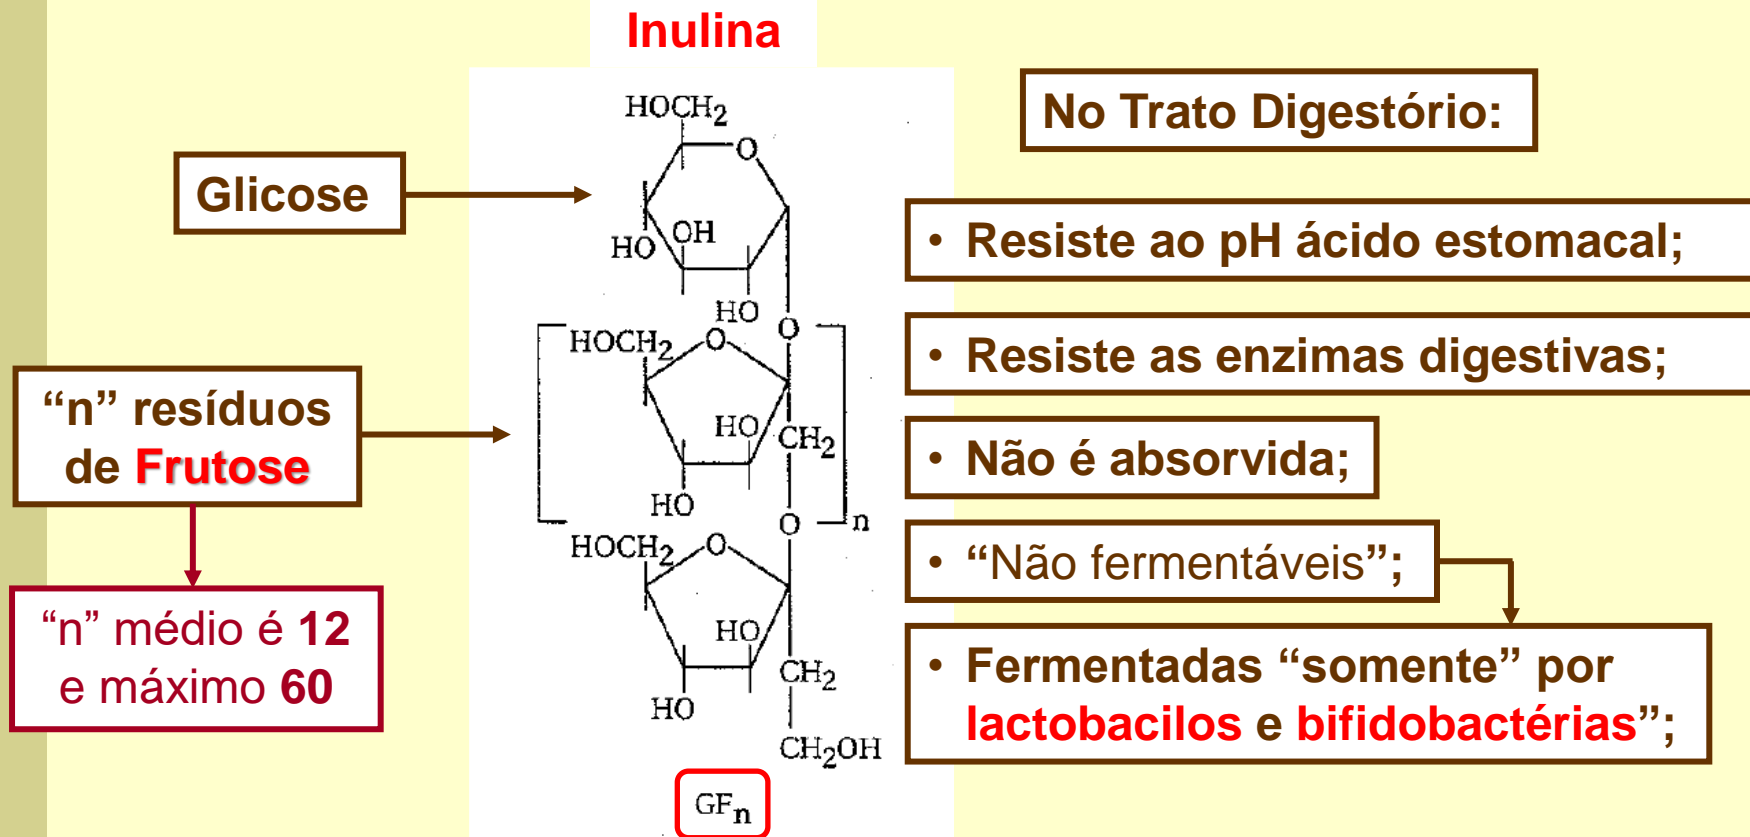 Inulina
No Trato Digestório:
Glicose
“n” resíduos
de Frutose
“n” médio é 12
e máximo 60
HOCH2
O
HO
OH
HO
O
HOCH2
O
HO
CH2
HO
O
n
HOCH2
O
HO
CH2
HO
CH2OH
GFn
• Resiste ao pH ácido estomacal;
• Resiste as enzimas digestivas;
• Não é absorvida;
• “Não fermentáveis”;
• Fermentadas “somente” por
lactobacilos e bifidobactérias”;